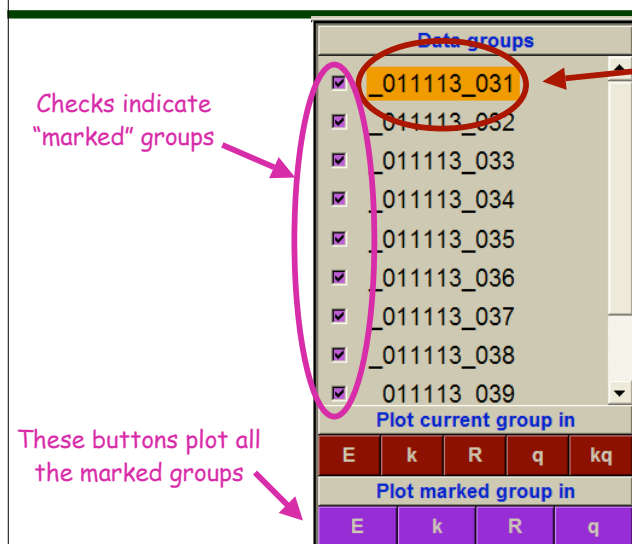 Data groups
_011113_031
Checks indicate
“marked” groups
_011113_032
_011113_033
_011113_034
_011113_035
_011113_036
_011113_037
_011113_038
_011113_039
Plot current group in
E k R q kq
These buttons plot all
the marked groups
Plot marked group in
E k R q